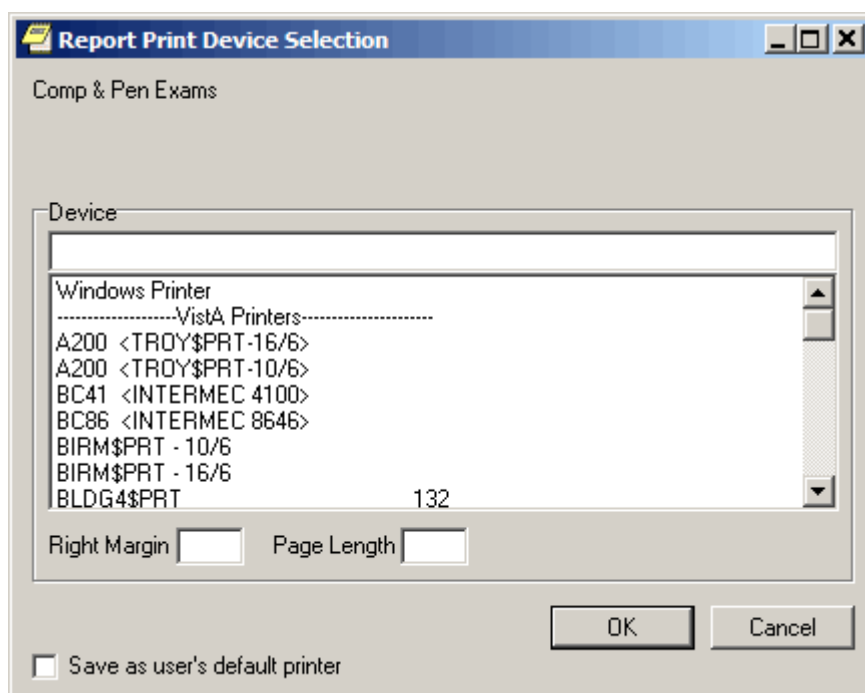 Report Print Device Selection
Comp & Pen Exams
Device
Windows Printer
--------------------VistA Printers----------------------
A200 <TROY$PRT-16/6>
A200 <TROY$PRT-10/6>
BC41 <INTERMEC 4100>
BC86 <INTERMEC 8646>
BIRM$PRT - 10/6
BIRM$PRT - 16/6
BLDG4$PRT 132
Right Margin Page Length
OK Cancel
Save as user's default printer